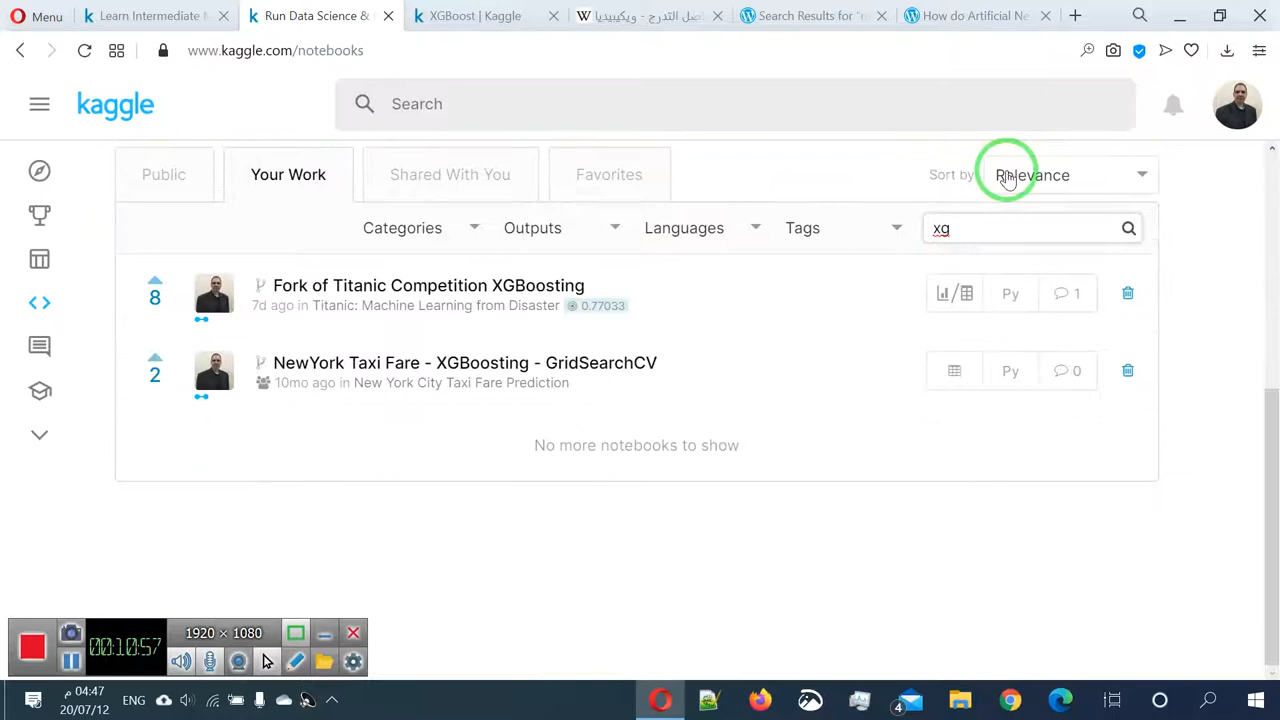 Menu
Learn Intermediate M
Run Data Science &
XGBoost | Kaggle
صل التدرج - ويكيبيديا
Search Results for "n
How do Artificial Ne
www.kaggle.com/notebooks
kaggle
Search
Public
Your Work
Shared With You
Favorites
Sort by
Relevance
Categories
Outputs
Languages
Tags
xg
8
Fork of Titanic Competition XGBoosting
7d ago in Titanic: Machine Learning from Disaster 0.77033
Py
1
2
NewYork Taxi Fare - XGBoosting - GridSearchCV
10mo ago in New York City Taxi Fare Prediction
Py
0
No more notebooks to show
00:10:57
1920 × 1080
04:47 م
20/07/12
ENG
4